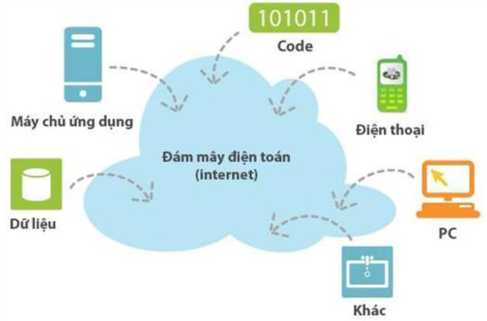 101011
Code
Máy chủ ứng dụng
Điện thoại
Đám mây điện toán
(internet)
Dữ liệu
PC
Khác